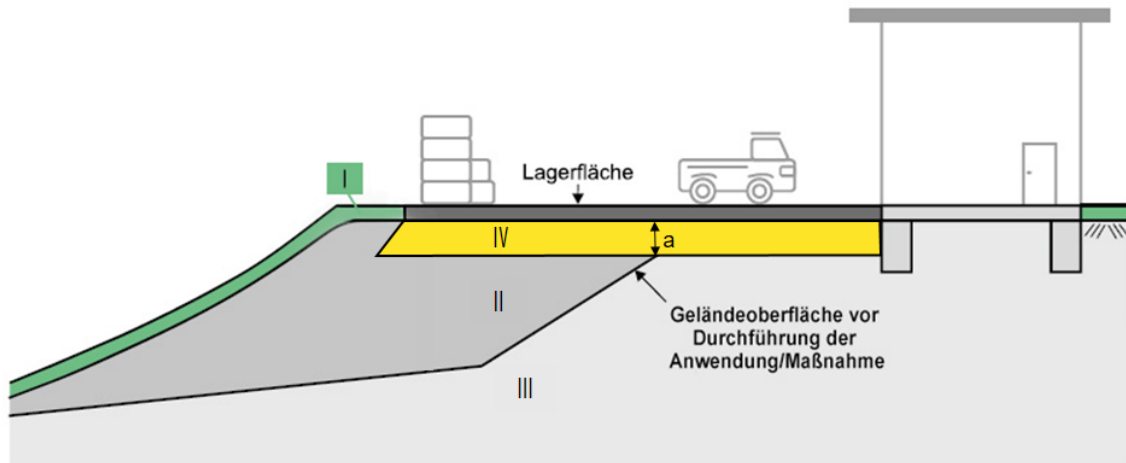 I
Lagerfläche
IV
a
II
Geländeoberfläche vor
Durchführung der
Anwendung/Maßnahme
III